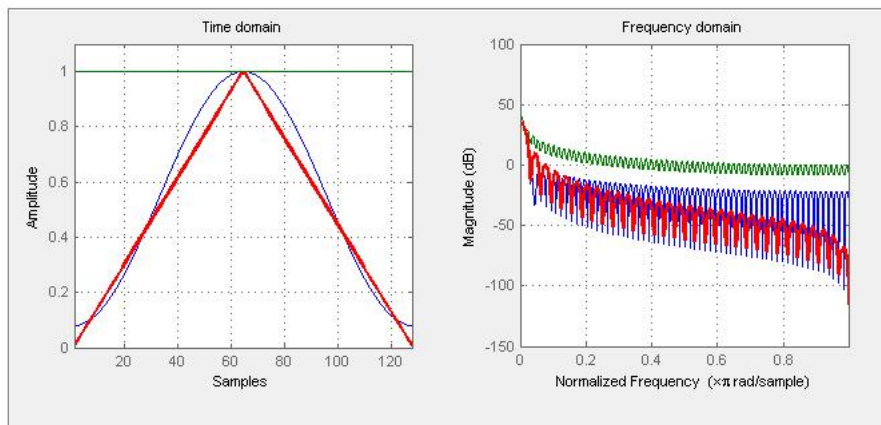 Time domain
1
0.8
0.6
0.4
0.2
0
Amplitude
20 40 60 80 100 120
Samples
Frequency domain
100
50
0
-50
-100
-150
Magnitude (dB)
0 0.2 0.4 0.6 0.8
Normalized Frequency (×π rad/sample)